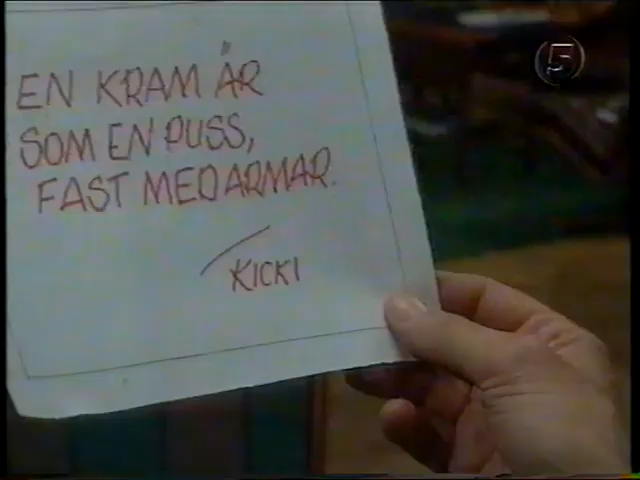 5
EN KRAM ÄR
SOM EN PUSS,
FAST MED ARMAR.
KICKI